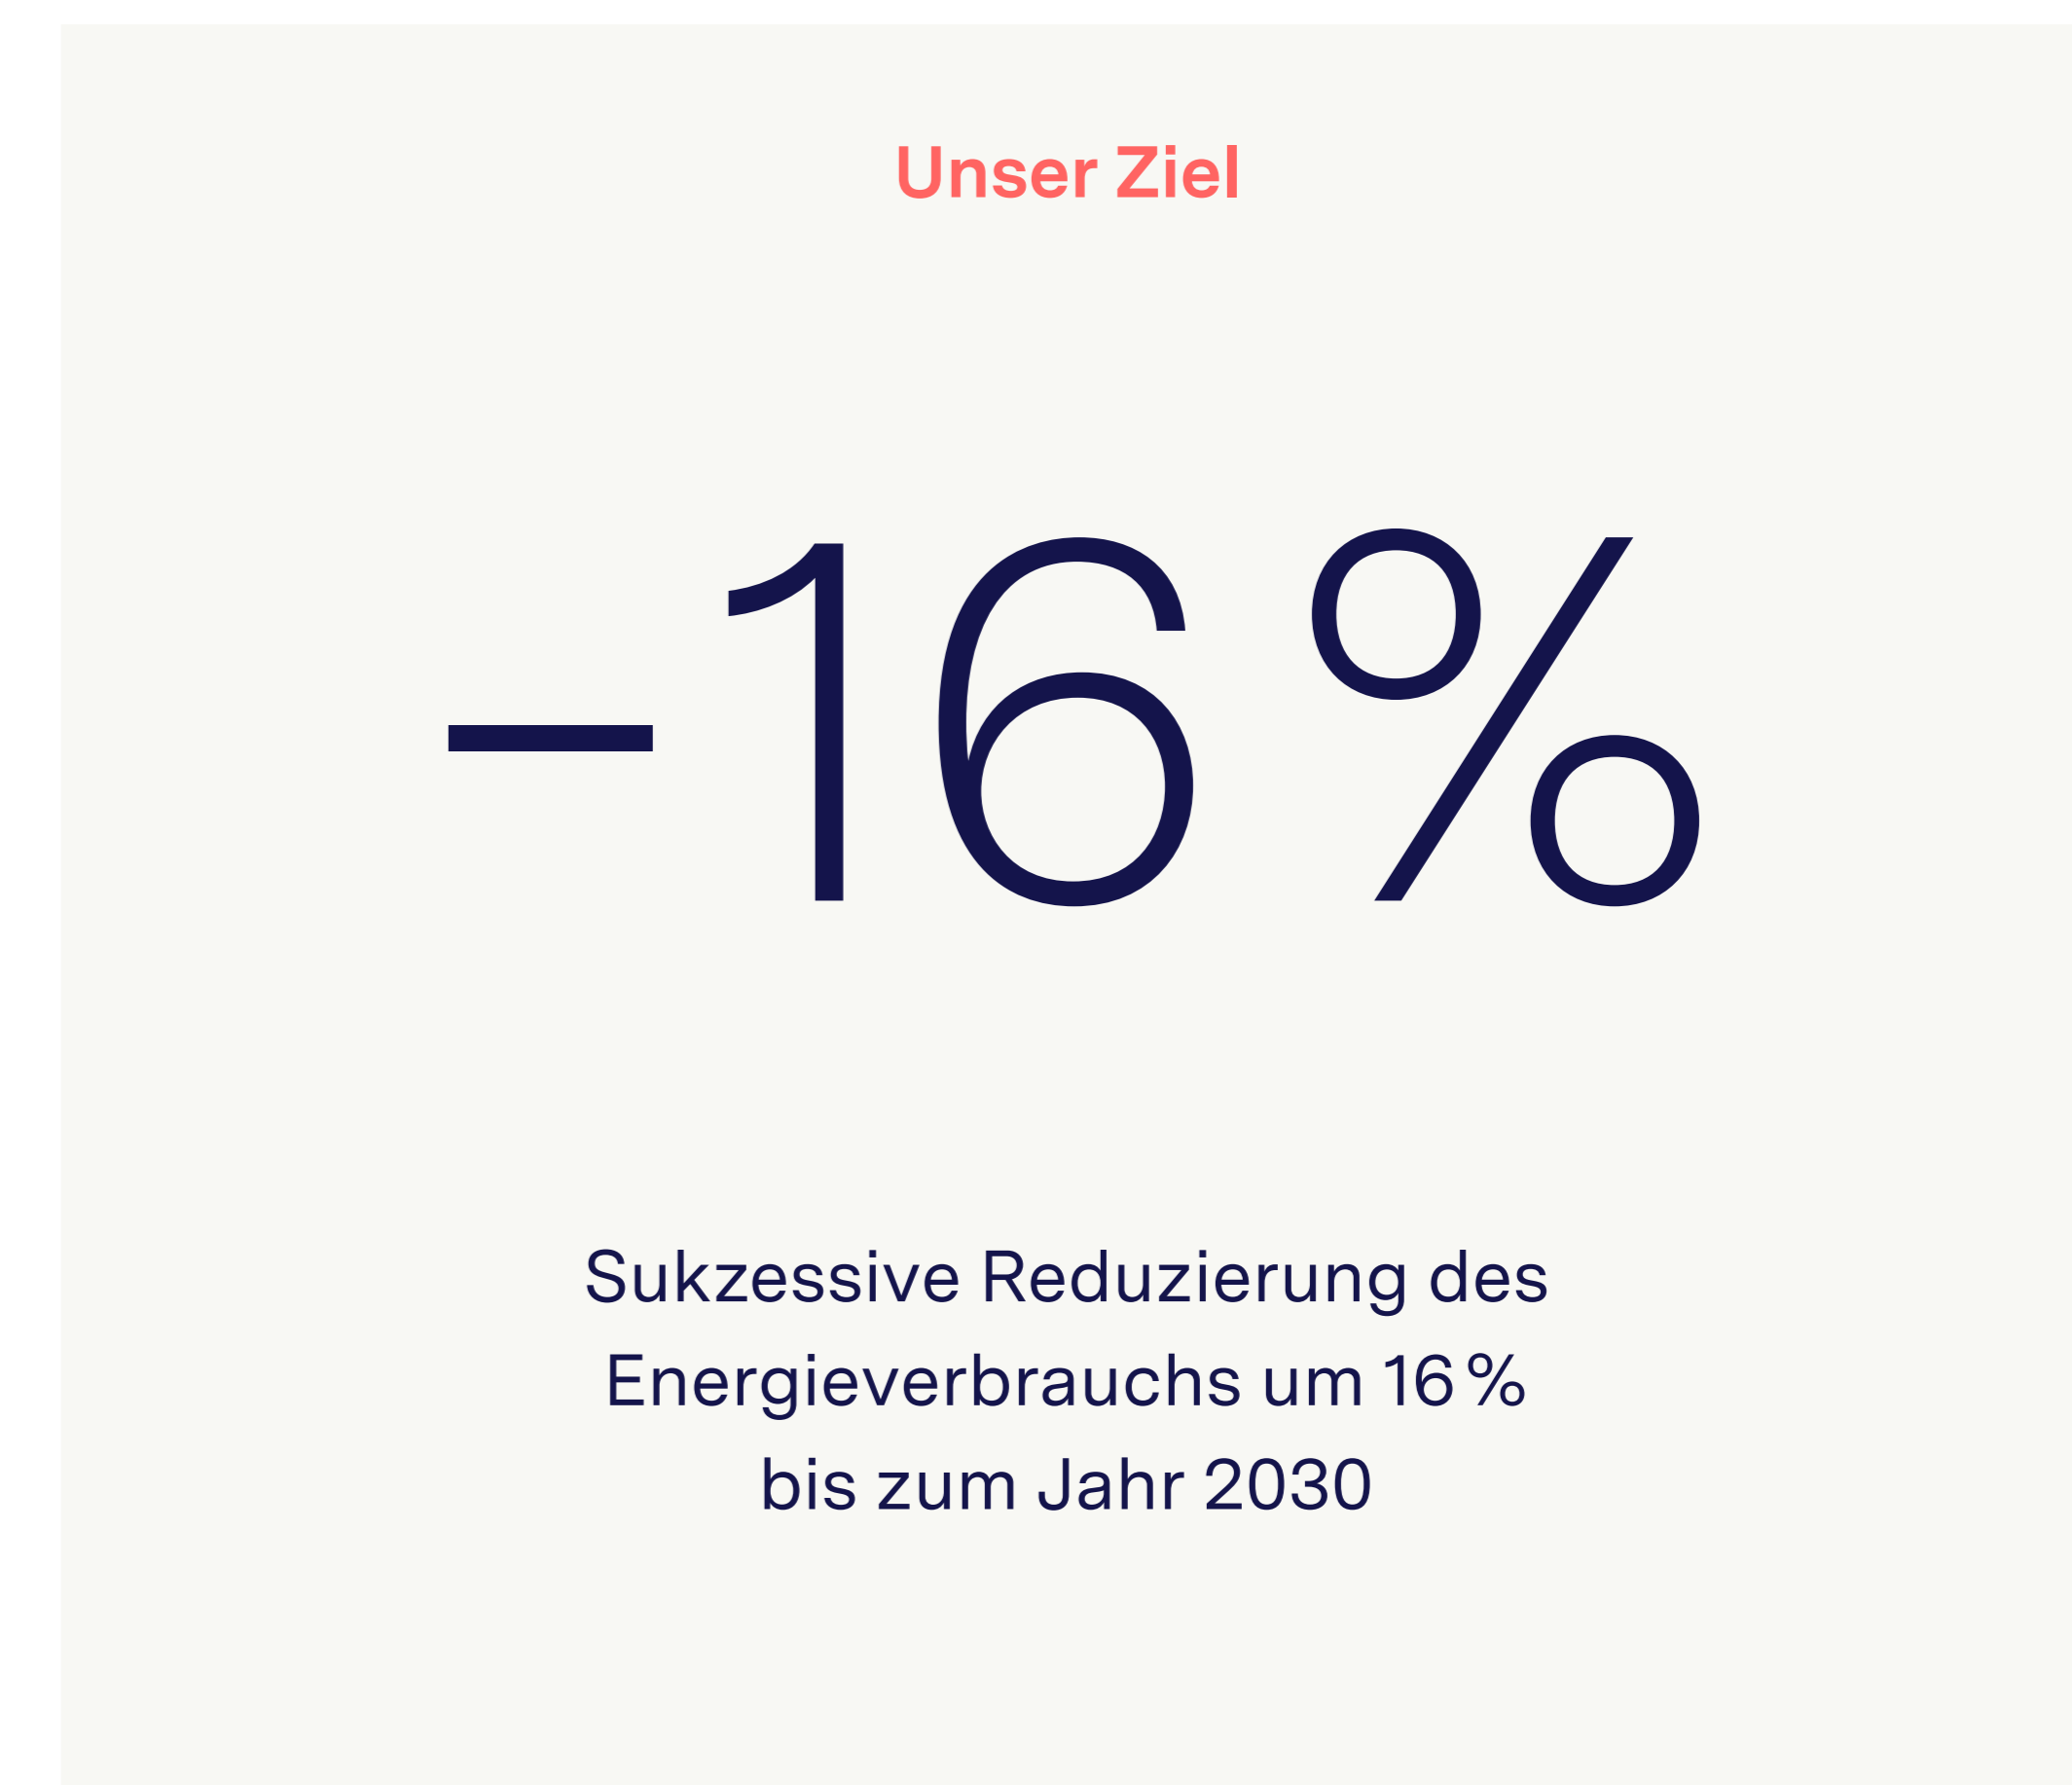 Unser Ziel
–16 %
Sukzessive Reduzierung des
Energieverbrauchs um 16%
bis zum Jahr 2030